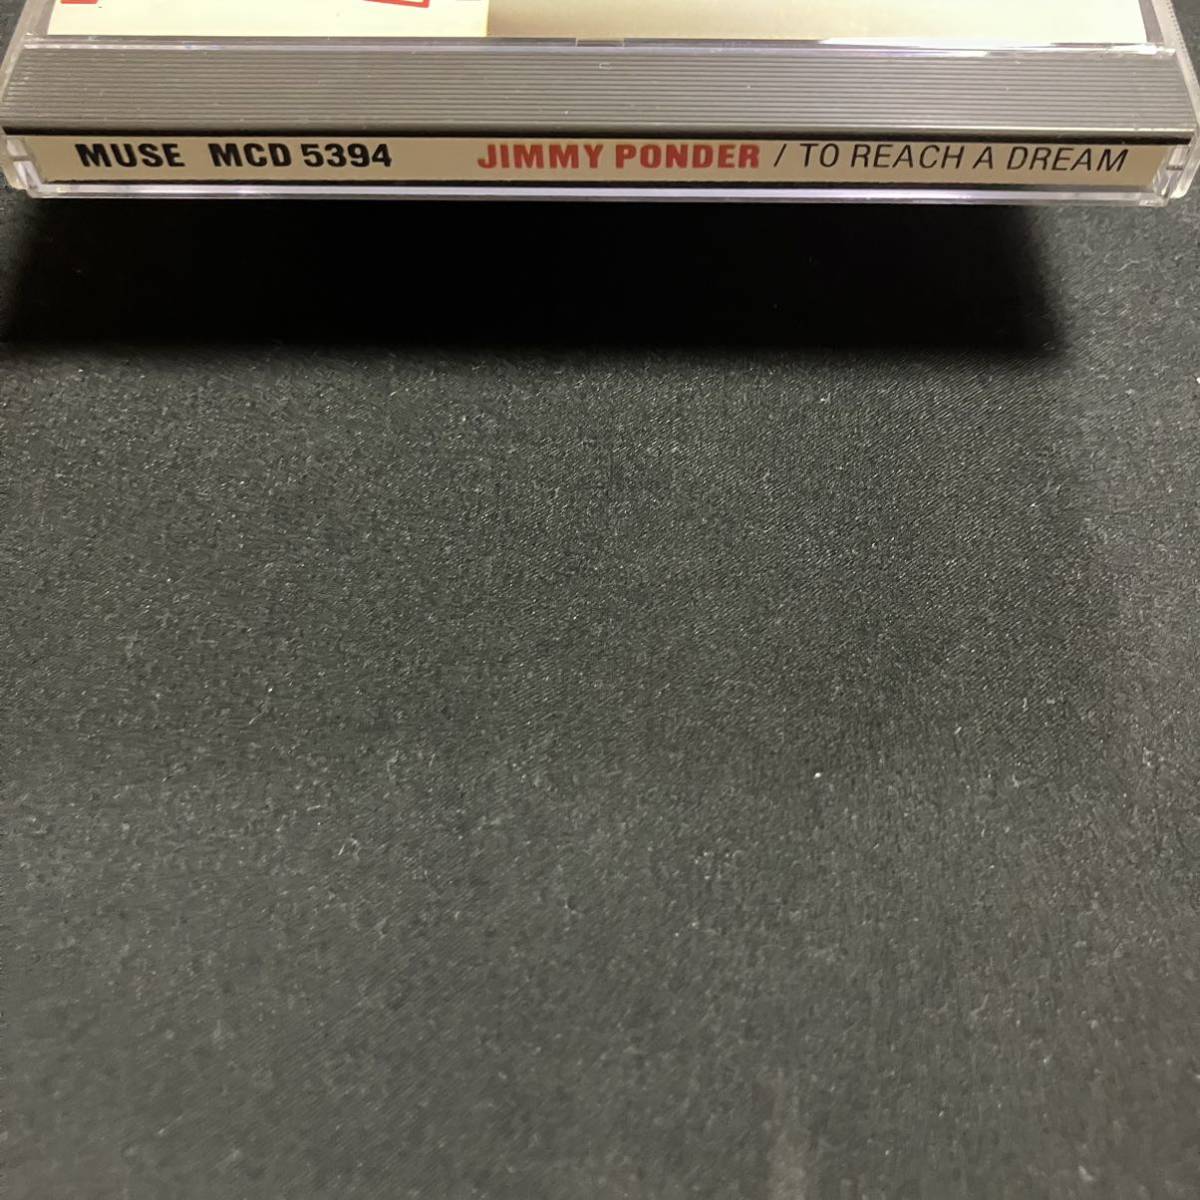 MUSE MCD 5394 JIMMY PONDER / TO REACH A DREAM